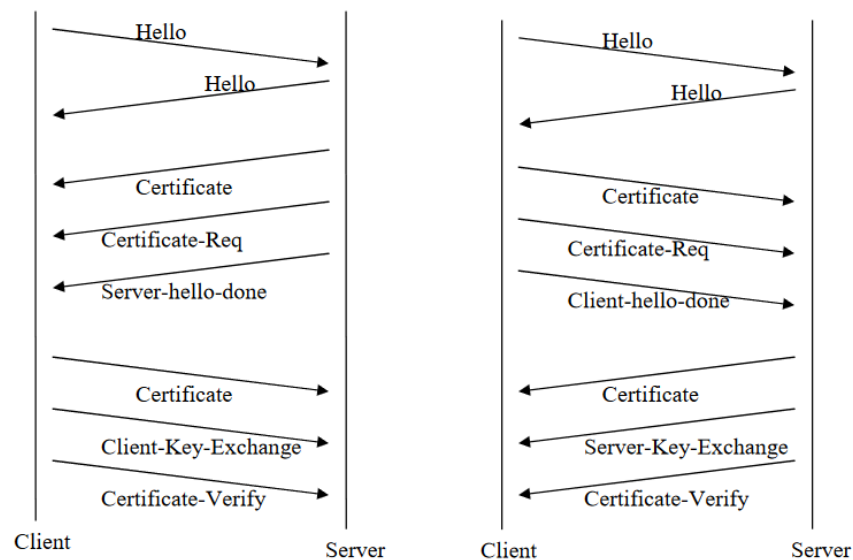 Hello
Hello
Certificate
Certificate-Req
Server-hello-done
Certificate
Client-Key-Exchange
Certificate-Verify
Client
Server
Hello
Hello
Certificate
Certificate-Req
Client-hello-done
Certificate
Server-Key-Exchange
Certificate-Verify
Client
Server